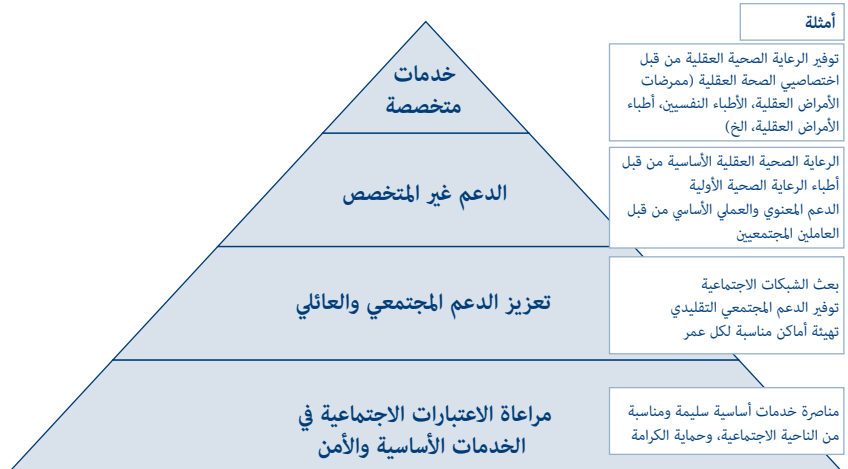 أمثلة
خدمات
متخصصة
توفير الرعاية الصحية العقلية من قبل
اختصاصيي الصحة العقلية (ممرضات
الأمراض العقلية، الأطباء النفسيين، أطباء
الأمراض العقلية، الخ)
الدعم غير المتخصص
الرعاية الصحية العقلية الأساسية من قبل
أطباء الرعاية الصحية الأولية
الدعم المعنوي والعملي الأساسي من قبل
العاملين المجتمعيين
تعزيز الدعم المجتمعي والعائلي
بعث الشبكات الاجتماعية
توفير الدعم المجتمعي التقليدي
تهيئة أماكن مناسبة لكل عمر
مراعاة الاعتبارات الاجتماعية في
الخدمات الأساسية والأمن
مناصرة خدمات أساسية سليمة ومناسبة
من الناحية الاجتماعية، وحماية الكرامة